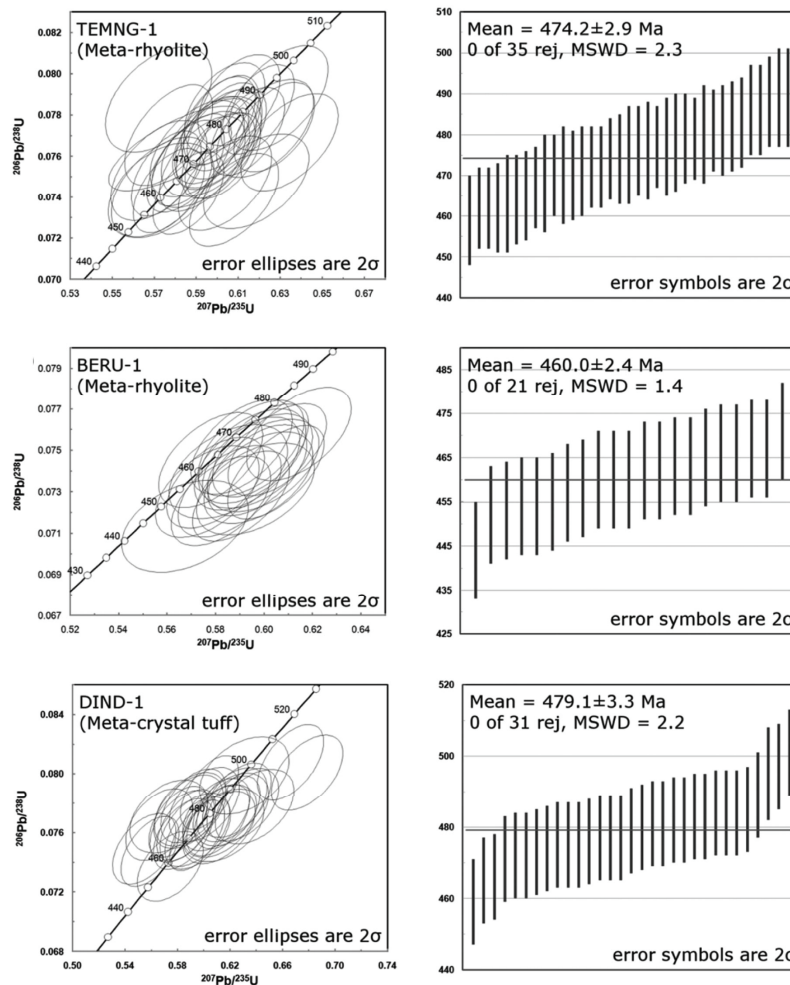 TEMNG-1
(Meta-rhyolite)
0.082
0.080
0.078
0.076
0.074
0.072
0.070
²⁰⁶Pb/²³⁸U
510
500
490
480
470
460
450
440
error ellipses are 2σ
0.53 0.55 0.57 0.59 0.61 0.63 0.65 0.67
²⁰⁷Pb/²³⁵U
Mean = 474.2±2.9 Ma
0 of 35 rej, MSWD = 2.3
510
500
490
480
470
460
450
440
error symbols are 2σ
BERU-1
(Meta-rhyolite)
0.079
0.077
0.075
0.073
0.071
0.069
0.067
²⁰⁶Pb/²³⁸U
490
480
470
460
450
440
430
error ellipses are 2σ
0.52 0.54 0.56 0.58 0.60 0.62 0.64
²⁰⁷Pb/²³⁵U
Mean = 460.0±2.4 Ma
0 of 21 rej, MSWD = 1.4
485
475
465
455
445
435
425
error symbols are 2σ
DIND-1
(Meta-crystal tuff)
0.084
0.080
0.076
0.072
0.068
²⁰⁶Pb/²³⁸U
520
500
480
460
440
error ellipses are 2σ
0.50 0.54 0.58 0.62 0.66 0.70 0.74
²⁰⁷Pb/²³⁵U
Mean = 479.1±3.3 Ma
0 of 31 rej, MSWD = 2.2
520
500
480
460
440
error symbols are 2σ